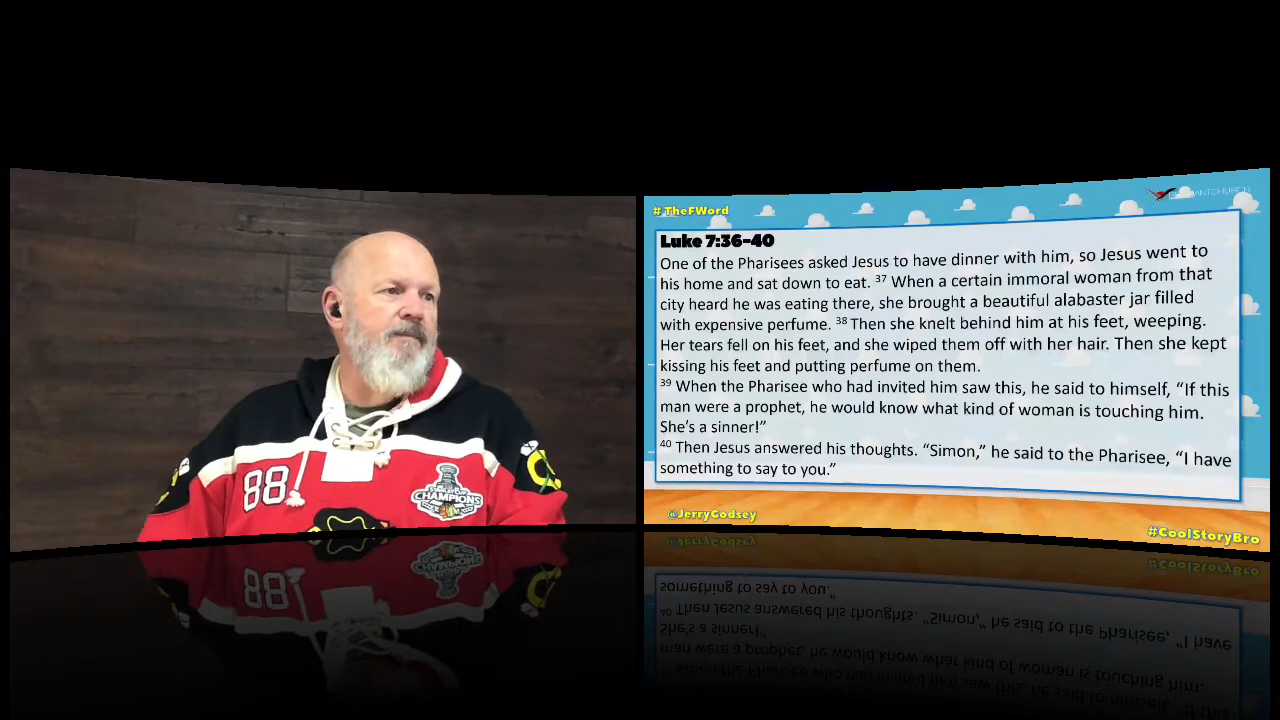 88
CHAMPIONS
#TheFWord
Luke 7:36-40
One of the Pharisees asked Jesus to have dinner with him, so Jesus went to
his home and sat down to eat. 37 When a certain immoral woman from that
city heard he was eating there, she brought a beautiful alabaster jar filled
with expensive perfume. 38 Then she knelt behind him at his feet, weeping.
Her tears fell on his feet, and she wiped them off with her hair. Then she kept
kissing his feet and putting perfume on them.
39 When the Pharisee who had invited him saw this, he said to himself, “If this
man were a prophet, he would know what kind of woman is touching him.
She’s a sinner!”
40 Then Jesus answered his thoughts. “Simon,” he said to the Pharisee, “I have
something to say to you.”
@JerryGodsey
#CoolStoryBro